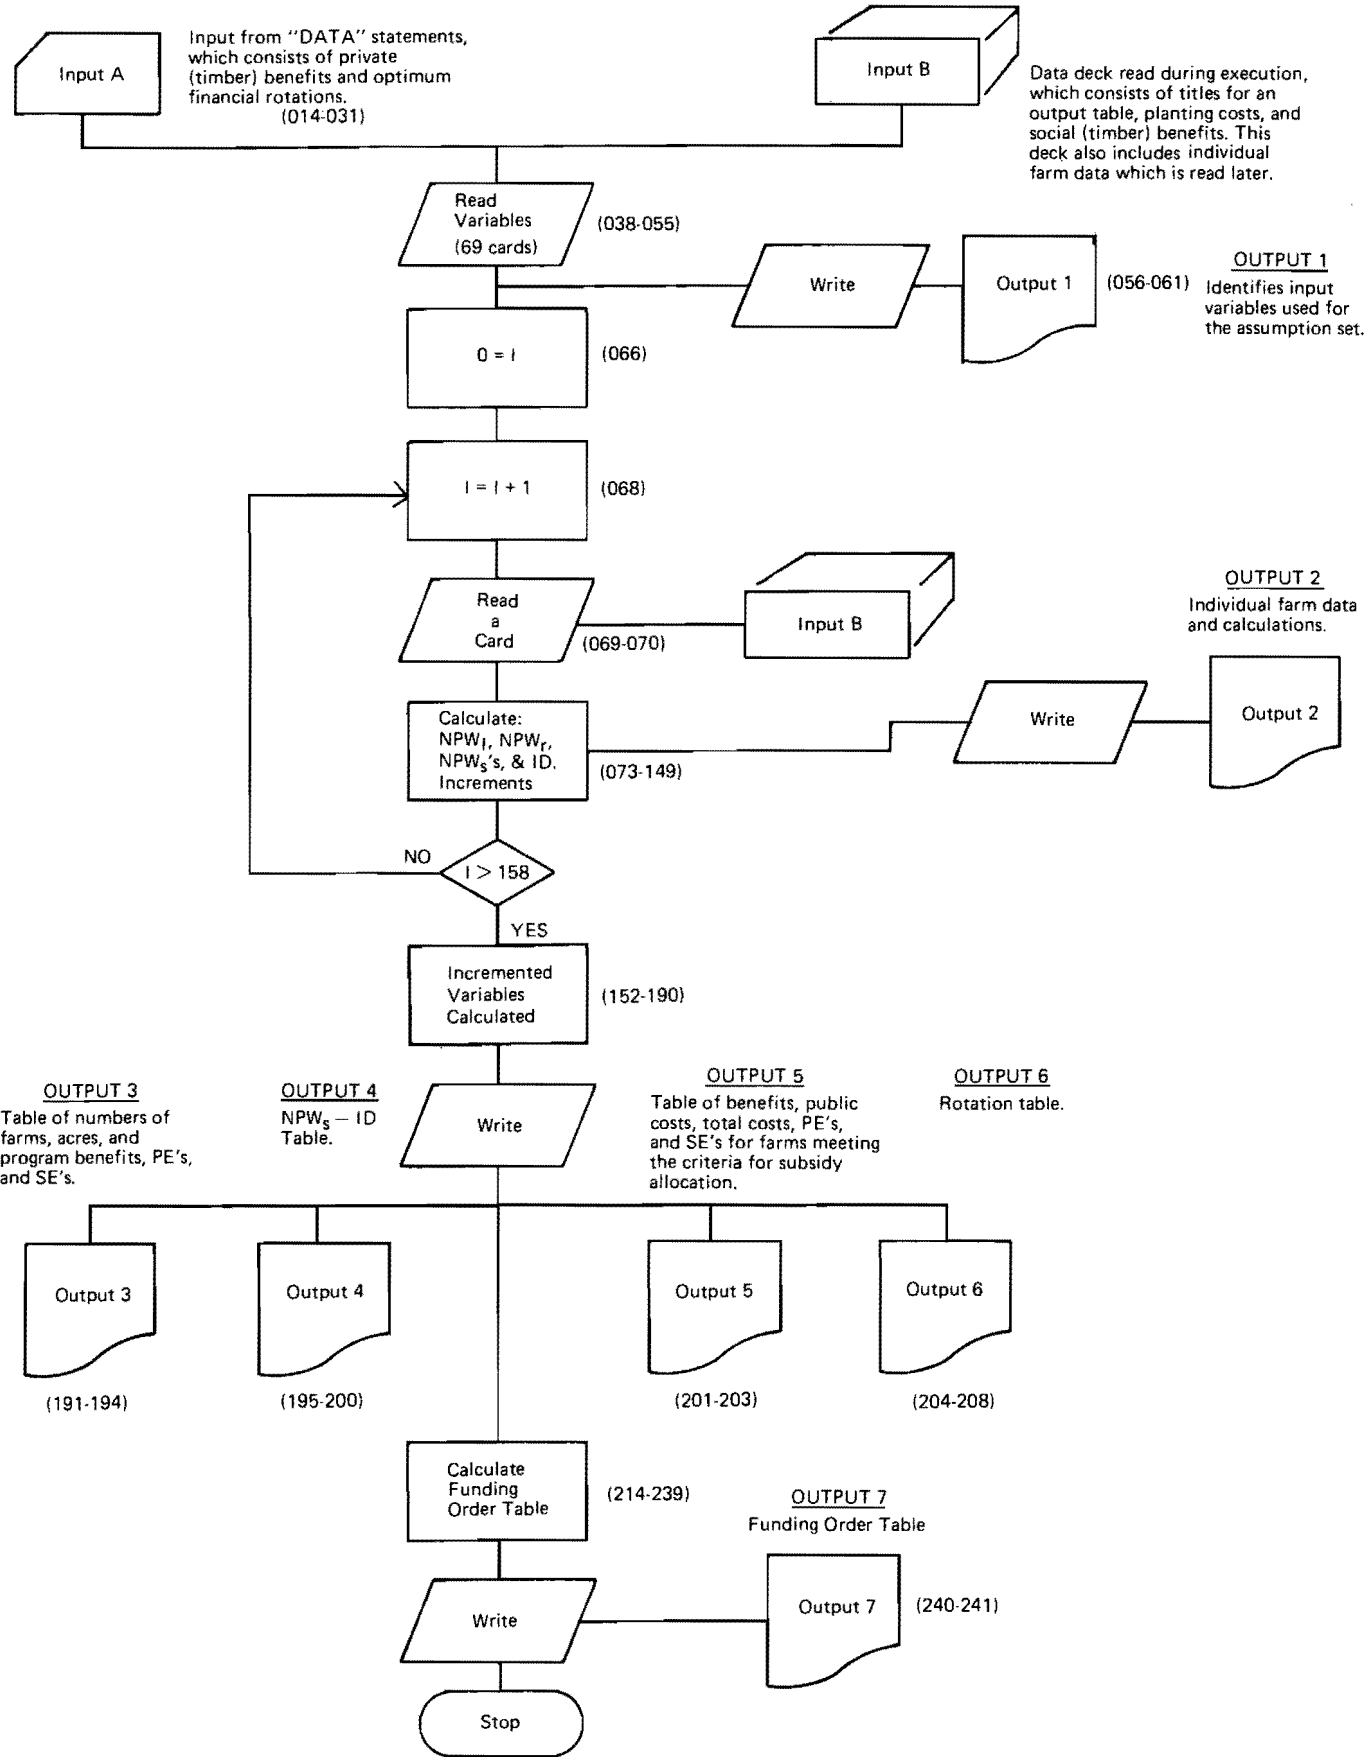 Input A
Input from "DATA" statements,
which consists of private
(timber) benefits and optimum
financial rotations.
(014-031)
Input B
Data deck read during execution,
which consists of titles for an
output table, planting costs, and
social (timber) benefits. This
deck also includes individual
farm data which is read later.
Read
Variables
(69 cards)
(038-055)
Write
Output 1
(056-061)
OUTPUT 1
Identifies input
variables used for
the assumption set.
0 = I
(066)
I = I + 1
(068)
Read
a
Card
(069-070)
Input B
OUTPUT 2
Individual farm data
and calculations.
Calculate:
NPWI, NPWr,
NPWs's, & ID.
Increments
(073-149)
Write
Output 2
NO
I > 158
YES
Incremented
Variables
Calculated
(152-190)
OUTPUT 3
Table of numbers of
farms, acres, and
program benefits, PE's,
and SE's.
OUTPUT 4
NPWs — ID
Table.
Write
OUTPUT 5
Table of benefits, public
costs, total costs, PE's,
and SE's for farms meeting
the criteria for subsidy
allocation.
OUTPUT 6
Rotation table.
Output 3
(191-194)
Output 4
(195-200)
Output 5
(201-203)
Output 6
(204-208)
Calculate
Funding
Order Table
(214-239)
OUTPUT 7
Funding Order Table
Write
Output 7
(240-241)
Stop